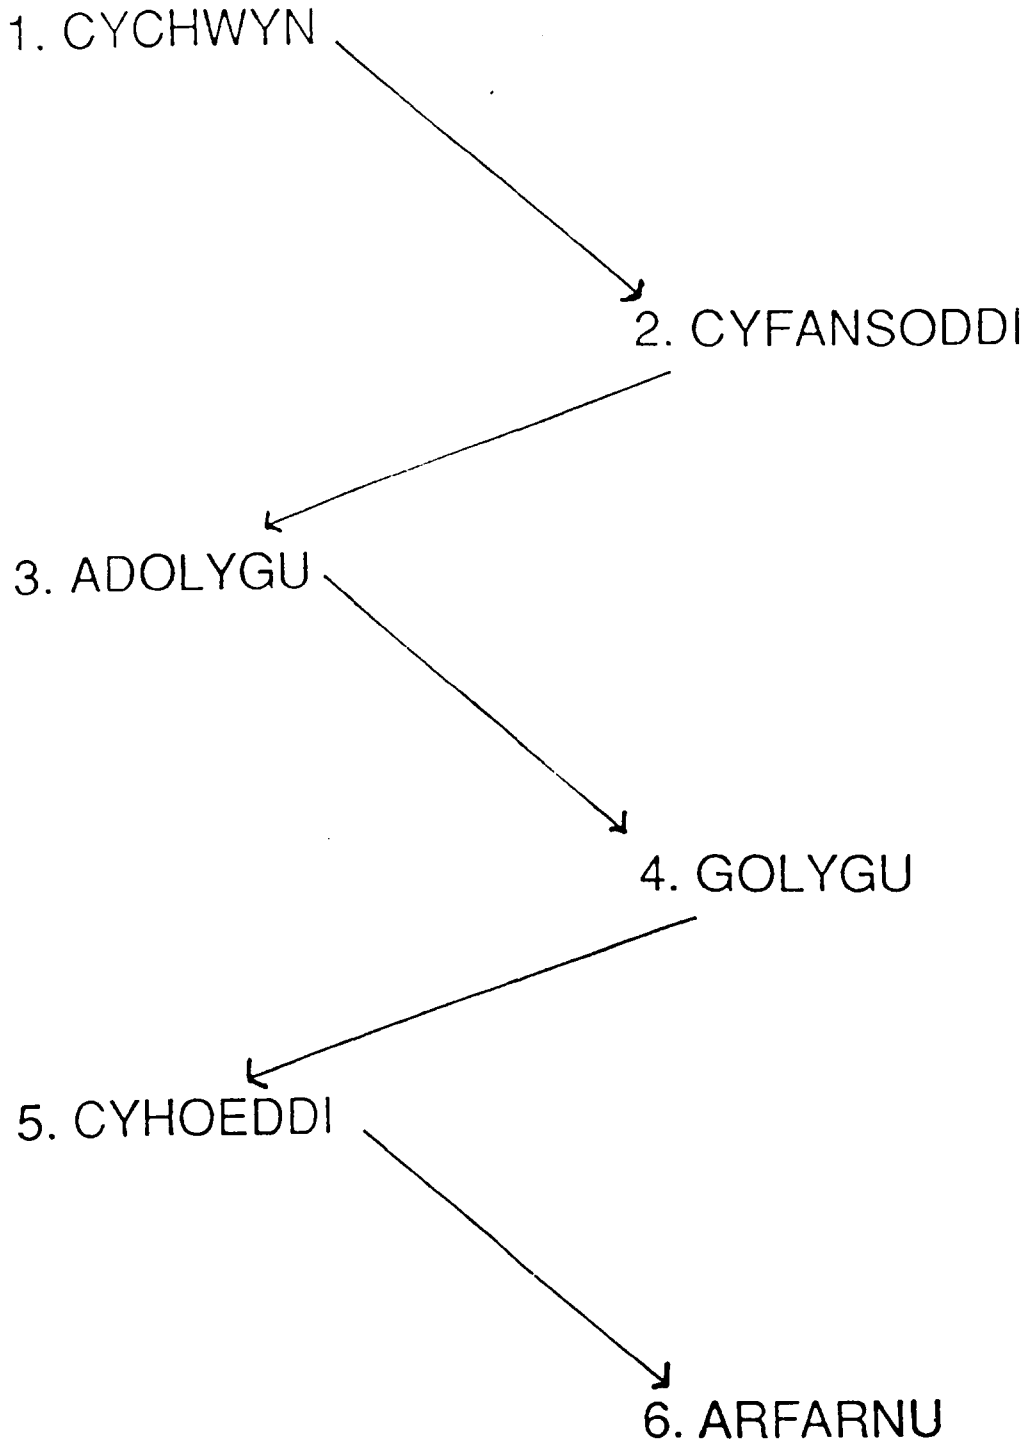 1. CYCHWYN
2. CYFANSODDI
3. ADOLYGU
4. GOLYGU
5. CYHOEDDI
6. ARFARNU